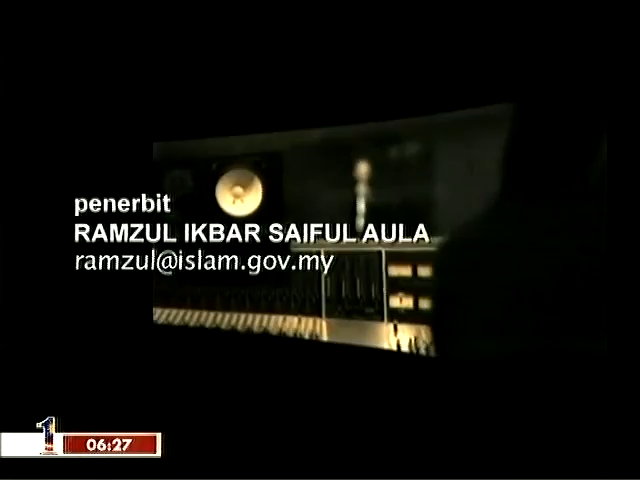 penerbit
RAMZUL IKBAR SAIFUL AULA
ramzul@islam.gov.my
1
06:27